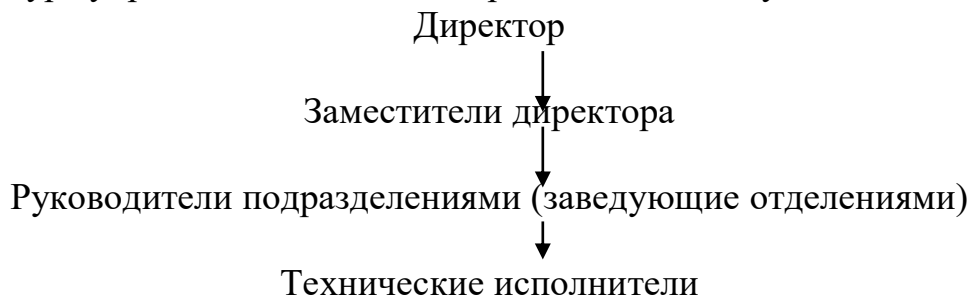 Директор
Заместители директора
Руководители подразделениями (заведующие отделениями)
Технические исполнители